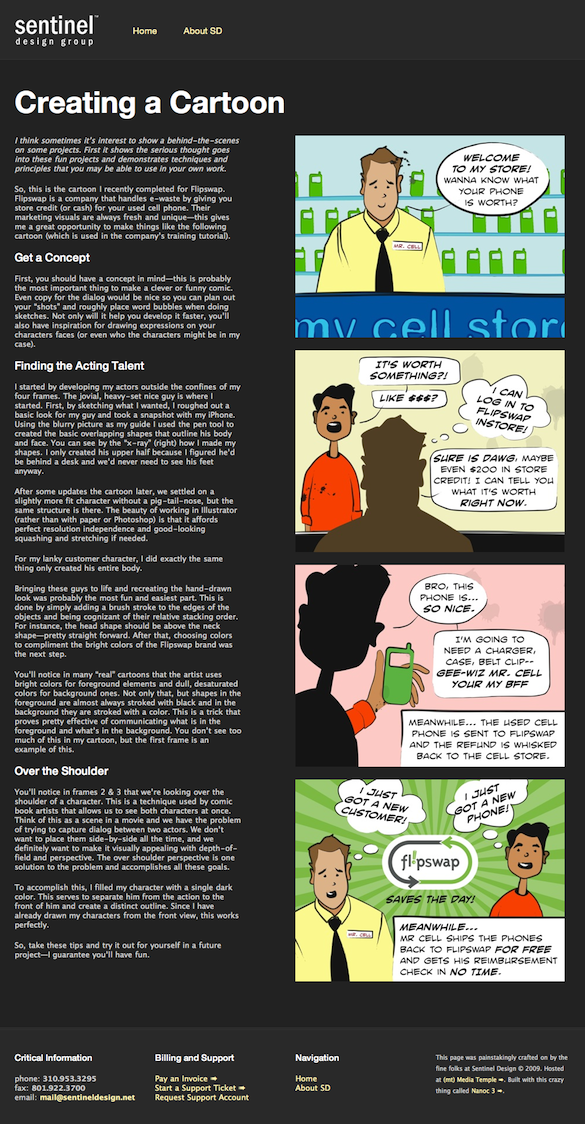 sentinel™
design group
Home
About SD
Creating a Cartoon
I think sometimes it's interest to show a behind-the-scenes
on some projects. First it shows the serious thought goes
into these fun projects and demonstrates techniques and
principles that you may be able to use in your own work.
So, this is the cartoon I recently completed for Flipswap.
Flipswap is a company that handles e-waste by giving you
store credit (or cash) for your used cell phone. Their
marketing visuals are always fresh and unique—this gives
me a great opportunity to make things like the following
cartoon (which is used in the company's training tutorial).
Get a Concept
First, you should have a concept in mind—this is probably
the most important thing to make a clever or funny comic.
Even copy for the dialog would be nice so you can plan out
your "shots" and roughly place word bubbles when doing
sketches. Not only will it help you develop it faster, you'll
also have inspiration for drawing expressions on your
characters faces (or even who the characters might be in my
case).
Finding the Acting Talent
I started by developing my actors outside the confines of my
four frames. The jovial, heavy-set nice guy is where I
started. First, by sketching what I wanted, I roughed out a
basic look for my guy and took a snapshot with my iPhone.
Using the blurry picture as my guide I used the pen tool to
created the basic overlapping shapes that outline his body
and face. You can see by the "x-ray" (right) how I made my
shapes. I only created his upper half because I figured he'd
be behind a desk and we'd never need to see his feet
anyway.
After some updates the cartoon later, we settled on a
slightly more fit character without a pig-tail-nose, but the
same structure is there. The beauty of working in Illustrator
(rather than with paper or Photoshop) is that it affords
perfect resolution independence and good-looking
squashing and stretching if needed.
For my lanky customer character, I did exactly the same
thing only created his entire body.
Bringing these guys to life and recreating the hand-drawn
look was probably the most fun and easiest part. This is
done by simply adding a brush stroke to the edges of the
objects and being cognizant of their relative stacking order.
For instance, the head shape should be above the neck
shape—pretty straight forward. After that, choosing colors
to compliment the bright colors of the Flipswap brand was
the next step.
You'll notice in many "real" cartoons that the artist uses
bright colors for foreground elements and dull, desaturated
colors for background ones. Not only that, but shapes in the
foreground are almost always stroked with black and in the
background they are stroked with a color. This is a trick that
proves pretty effective of communicating what is in the
foreground and what's in the background. You don't see too
much of this in my cartoon, but the first frame is an
example of this.
Over the Shoulder
You'll notice in frames 2 & 3 that we're looking over the
shoulder of a character. This is a technique used by comic
book artists that allows us to see both characters at once.
Think of this as a scene in a movie and we have the problem
of trying to capture dialog between two actors. We don't
want to place them side-by-side all the time, and we
definitely want to make it visually appealing with depth-of-
field and perspective. The over shoulder perspective is one
solution to the problem and accomplishes all these goals.
To accomplish this, I filled my character with a single dark
color. This serves to separate him from the action to the
front of him and create a distinct outline. Since I have
already drawn my characters from the front view, this works
perfectly.
So, take these tips and try it out for yourself in a future
project—I guarantee you'll have fun.
WELCOME
TO MY STORE!
WANNA KNOW WHAT
YOUR PHONE
IS WORTH?
MR. CELL
my cell store
IT'S WORTH
SOMETHING?!
LIKE $$$?
I CAN
LOG IN TO
FLIPSWAP
INSTORE!
SURE IS DAWG, MAYBE
EVEN $200 IN STORE
CREDIT! I CAN TELL YOU
WHAT IT'S WORTH
RIGHT NOW.
BRO, THIS
PHONE IS...
SO NICE.
I'M GOING TO
NEED A CHARGER,
CASE, BELT CLIP--
GEE-WIZ MR. CELL
YOUR MY BFF
MEANWHILE... THE USED CELL
PHONE IS SENT TO FLIPSWAP
AND THE REFUND IS WHISKED
BACK TO THE CELL STORE.
I JUST
GOT A NEW
CUSTOMER!
I JUST
GOT A NEW
PHONE!
flipswap
SAVES THE DAY!
MR. CELL
MEANWHILE...
MR CELL SHIPS THE PHONES
BACK TO FLIPSWAP FOR FREE
AND GETS HIS REIMBURSEMENT
CHECK IN NO TIME.
Critical Information
phone: 310.953.3295
fax: 801.922.3700
email: mail@sentineldesign.net
Billing and Support
Pay an Invoice ➠
Start a Support Ticket ➠
Request Support Account
Navigation
Home
About SD
This page was painstakingly crafted on by the
fine folks at Sentinel Design © 2009. Hosted
at (mt) Media Temple ➠. Built with this crazy
thing called Nanoc 3 ➠.